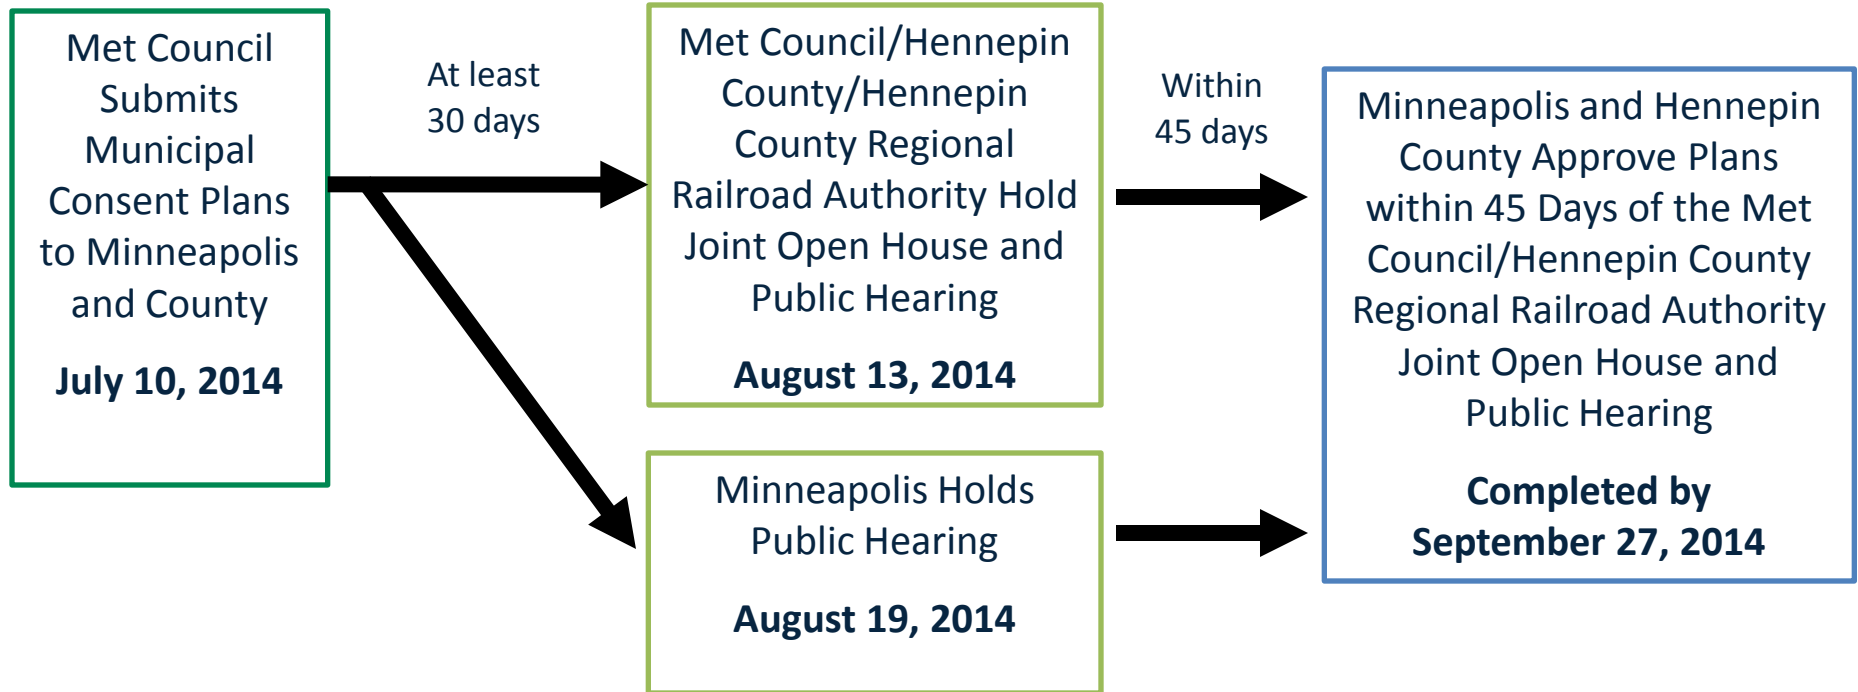 Met Council
Submits
Municipal
Consent Plans
to Minneapolis
and County
July 10, 2014
At least
30 days
Met Council/Hennepin
County/Hennepin
County Regional
Railroad Authority Hold
Joint Open House and
Public Hearing
August 13, 2014
Minneapolis Holds
Public Hearing
August 19, 2014
Within
45 days
Minneapolis and Hennepin
County Approve Plans
within 45 Days of the Met
Council/Hennepin County
Regional Railroad Authority
Joint Open House and
Public Hearing
Completed by
September 27, 2014